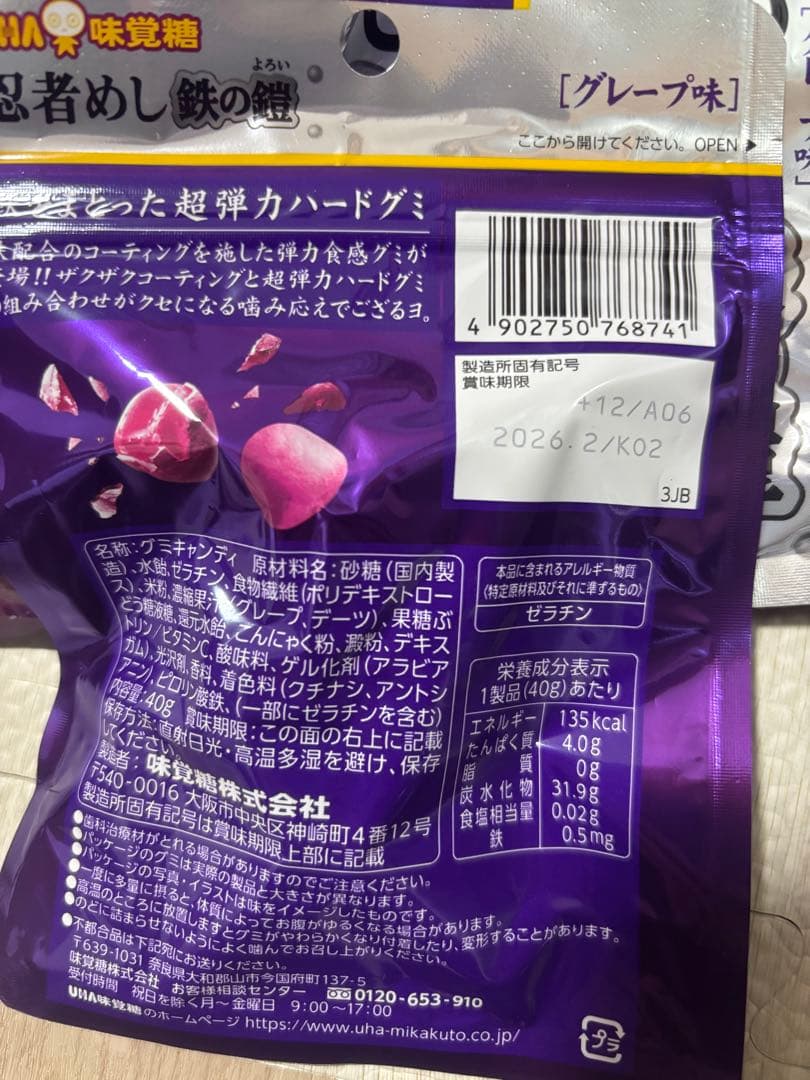 UHA 味覚糖
忍者めし 鉄の鎧
よろい
[グレープ味]
ここから開けてください。 OPEN
まとった超弾力ハードグミ
配合のコーティングを施した弾力食感グミが
場!! ザクザクコーティングと超弾力ハードグミ
組み合わせがクセになる噛み応えでござるヨ。
4 902750 768741
製造所固有記号
賞味期限
+12/A06
2026.2/K02
3JB
名称:グミキャンディ 原材料名:砂糖(国内製
造)、水飴、ゼラチン、食物繊維(ポリデキストロー
ス)、米粉、濃縮果汁(グレープ、デーツ)、果糖ぶ
どう糖液糖、還元水飴、こんにゃく粉、澱粉、デキス
トリン/ビタミンC、酸味料、ゲル化剤(アラビア
ガム)、光沢剤、香料、着色料(クチナシ、アントシ
アニン)、ピロリン酸鉄、(一部にゼラチンを含む)
内容量:40g 賞味期限:この面の右上に記載
保存方法:直射日光・高温多湿を避け、保存
してください。
製造者:味覚糖株式会社
〒540-0016 大阪市中央区神崎町4番12号
製造所固有記号は賞味期限上部に記載
本品に含まれるアレルギー物質
(特定原材料及びそれに準ずるもの)
ゼラチン
栄養成分表示
1製品(40g)あたり
エネルギー 135kcal
たんぱく質 4.0g
脂質 0g
炭水化物 31.9g
食塩相当量 0.02g
鉄 0.5mg
●歯科治療材がとれる場合がありますのでご注意ください。
●パッケージのグミは実際の製品と大きさが異なります。
●パッケージの写真・イラストは味をイメージしたものです。
●一度に多量に摂ると、体質によってお腹がゆるくなる場合があります。
●高温のところに放置しますとグミがやわらかくなり付着したり、変形することがあります。
●のどに詰まらせないようによく噛んでお召し上がりください。
●不都合品は下記宛にお送りください。
〒639-1031 奈良県大和郡山市今国府町137-5
味覚糖株式会社 お客様相談センター 0120-653-910
受付時間 祝日を除く月〜金曜日 9:00〜17:00
UHA味覚糖のホームページ https://www.uha-mikakuto.co.jp/
プラ